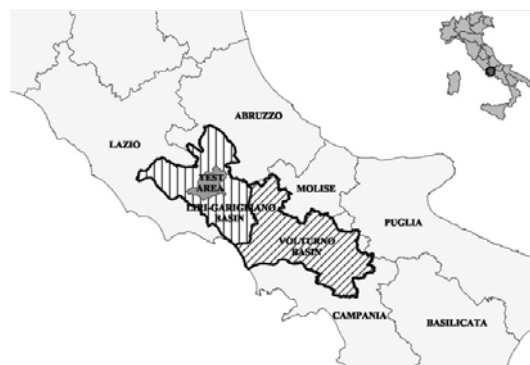 ABRUZZO
LAZIO
MOLISE
TEST
AREA
LIRI-GARIGLIANO
BASIN
PUGLIA
VOLTURNO
BASIN
CAMPANIA
BASILICATA